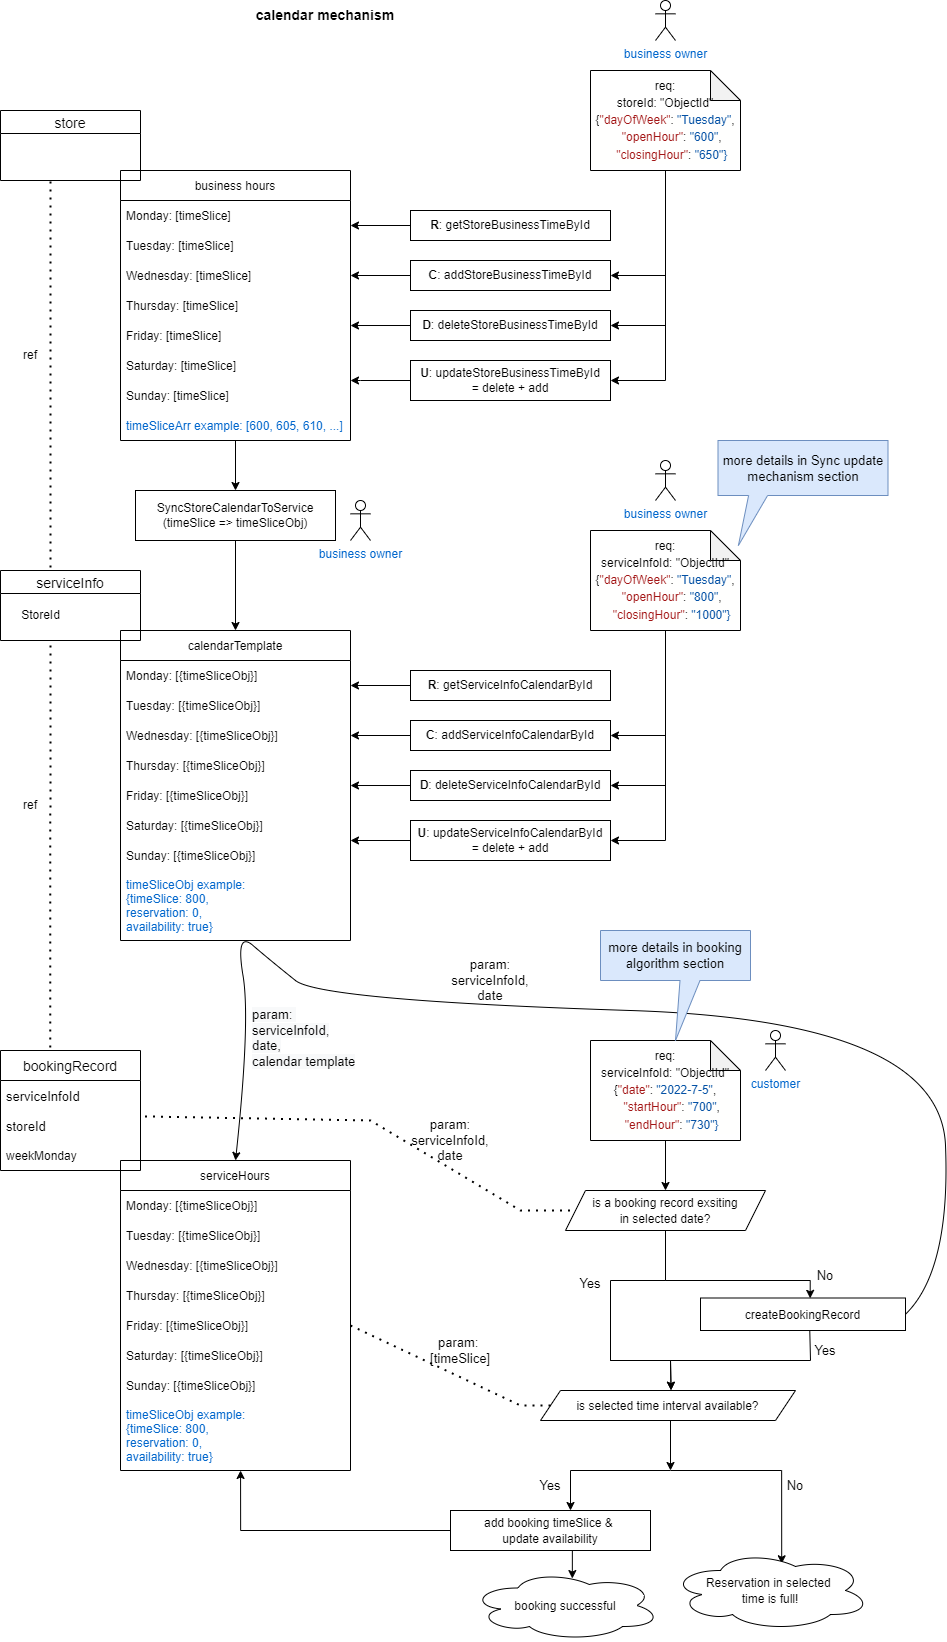 calendar mechanism
business owner
req:
storeId: "ObjectId"
{"dayOfWeek": "Tuesday",
"openHour": "600",
"closingHour": "650"}
store
business hours
Monday: [timeSlice]
Tuesday: [timeSlice]
Wednesday: [timeSlice]
Thursday: [timeSlice]
Friday: [timeSlice]
Saturday: [timeSlice]
Sunday: [timeSlice]
timeSliceArr example: [600, 605, 610, ...]
R: getStoreBusinessTimeById
C: addStoreBusinessTimeById
D: deleteStoreBusinessTimeById
U: updateStoreBusinessTimeById
= delete + add
ref
SyncStoreCalendarToService
(timeSlice => timeSliceObj)
business owner
business owner
more details in Sync update
mechanism section
req:
serviceInfoId: "ObjectId"
{"dayOfWeek": "Tuesday",
"openHour": "800",
"closingHour": "1000"}
serviceInfo
StoreId
calendarTemplate
Monday: [{timeSliceObj}]
Tuesday: [{timeSliceObj}]
Wednesday: [{timeSliceObj}]
Thursday: [{timeSliceObj}]
Friday: [{timeSliceObj}]
Saturday: [{timeSliceObj}]
Sunday: [{timeSliceObj}]
timeSliceObj example:
{timeSlice: 800,
reservation: 0,
availability: true}
R: getServiceInfoCalendarById
C: addServiceInfoCalendarById
D: deleteServiceInfoCalendarById
U: updateServiceInfoCalendarById
= delete + add
ref
param:
serviceInfoId,
date
more details in booking
algorithm section
param:
serviceInfoId,
date,
calendar template
req:
serviceInfoId: "ObjectId"
{"date": "2022-7-5",
"startHour": "700",
"endHour": "730"}
customer
bookingRecord
serviceInfoId
storeId
weekMonday
param:
serviceInfoId,
date
serviceHours
Monday: [{timeSliceObj}]
Tuesday: [{timeSliceObj}]
Wednesday: [{timeSliceObj}]
Thursday: [{timeSliceObj}]
Friday: [{timeSliceObj}]
Saturday: [{timeSliceObj}]
Sunday: [{timeSliceObj}]
timeSliceObj example:
{timeSlice: 800,
reservation: 0,
availability: true}
is a booking record exsiting
in selected date?
Yes
No
createBookingRecord
Yes
param:
[timeSlice]
is selected time interval available?
Yes
No
add booking timeSlice &
update availability
booking successful
Reservation in selected
time is full!